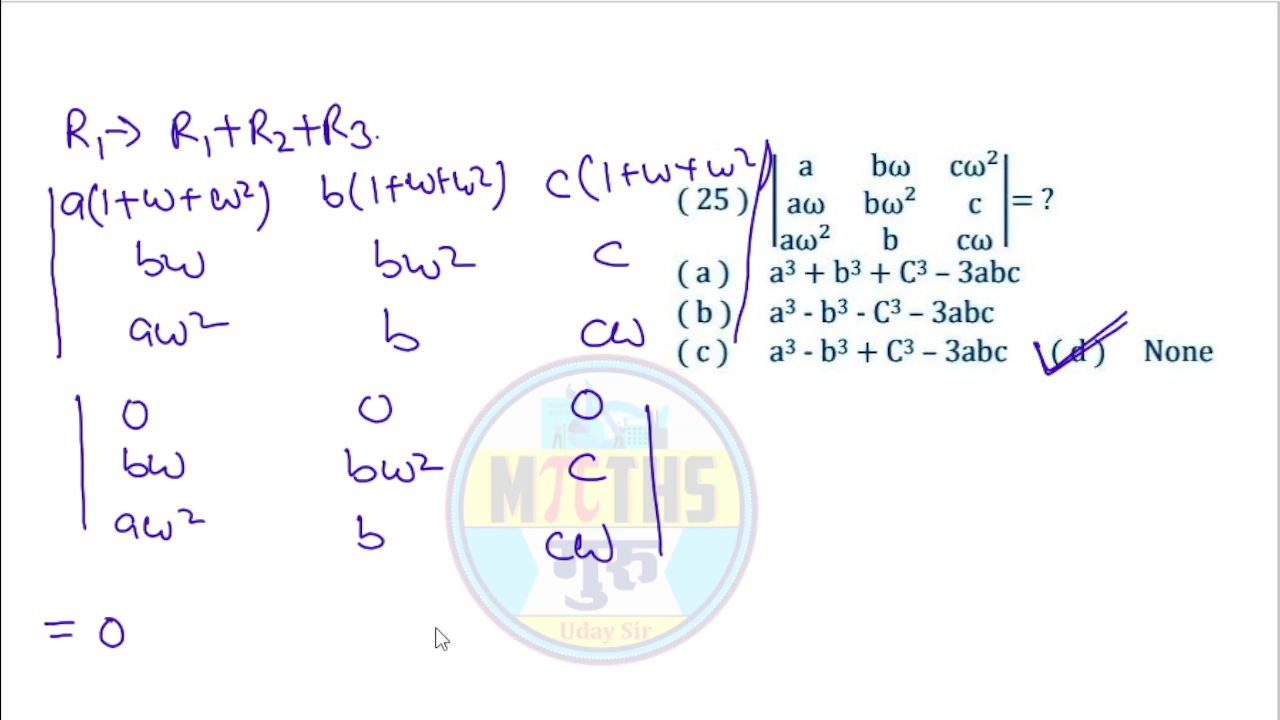 R₁→ R₁+R₂+R₃.
a(1+ω+ω²) b(1+ω+ω²) c(1+ω+ω²)
bω bω² c
aω² b cω
0 0 0
bω bω² c
aω² b cω
= 0
(25) | a bω cω² |
| aω bω² c | = ?
| aω² b cω |
(a) a³ + b³ + C³ – 3abc
(b) a³ - b³ - C³ – 3abc
(c) a³ - b³ + C³ – 3abc (d) None
MπTHS
गुरु
Uday Sir